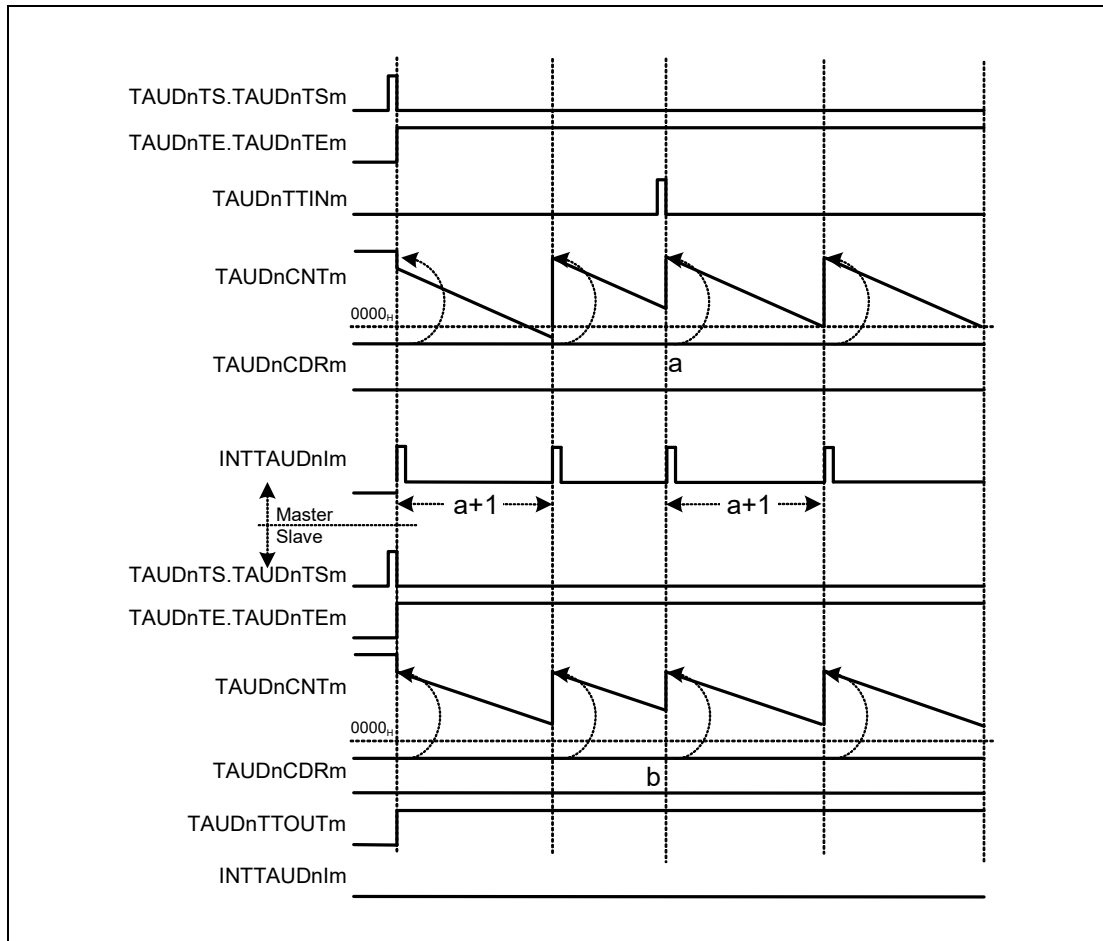 TAUDnTS.TAUDnTSm
TAUDnTE.TAUDnTEm
TAUDnTTINm
TAUDnCNTm
0000H
TAUDnCDRm
a
INTTAUDnIm
a+1
a+1
Master
Slave
TAUDnTS.TAUDnTSm
TAUDnTE.TAUDnTEm
TAUDnCNTm
0000H
TAUDnCDRm
b
TAUDnTTOUTm
INTTAUDnIm